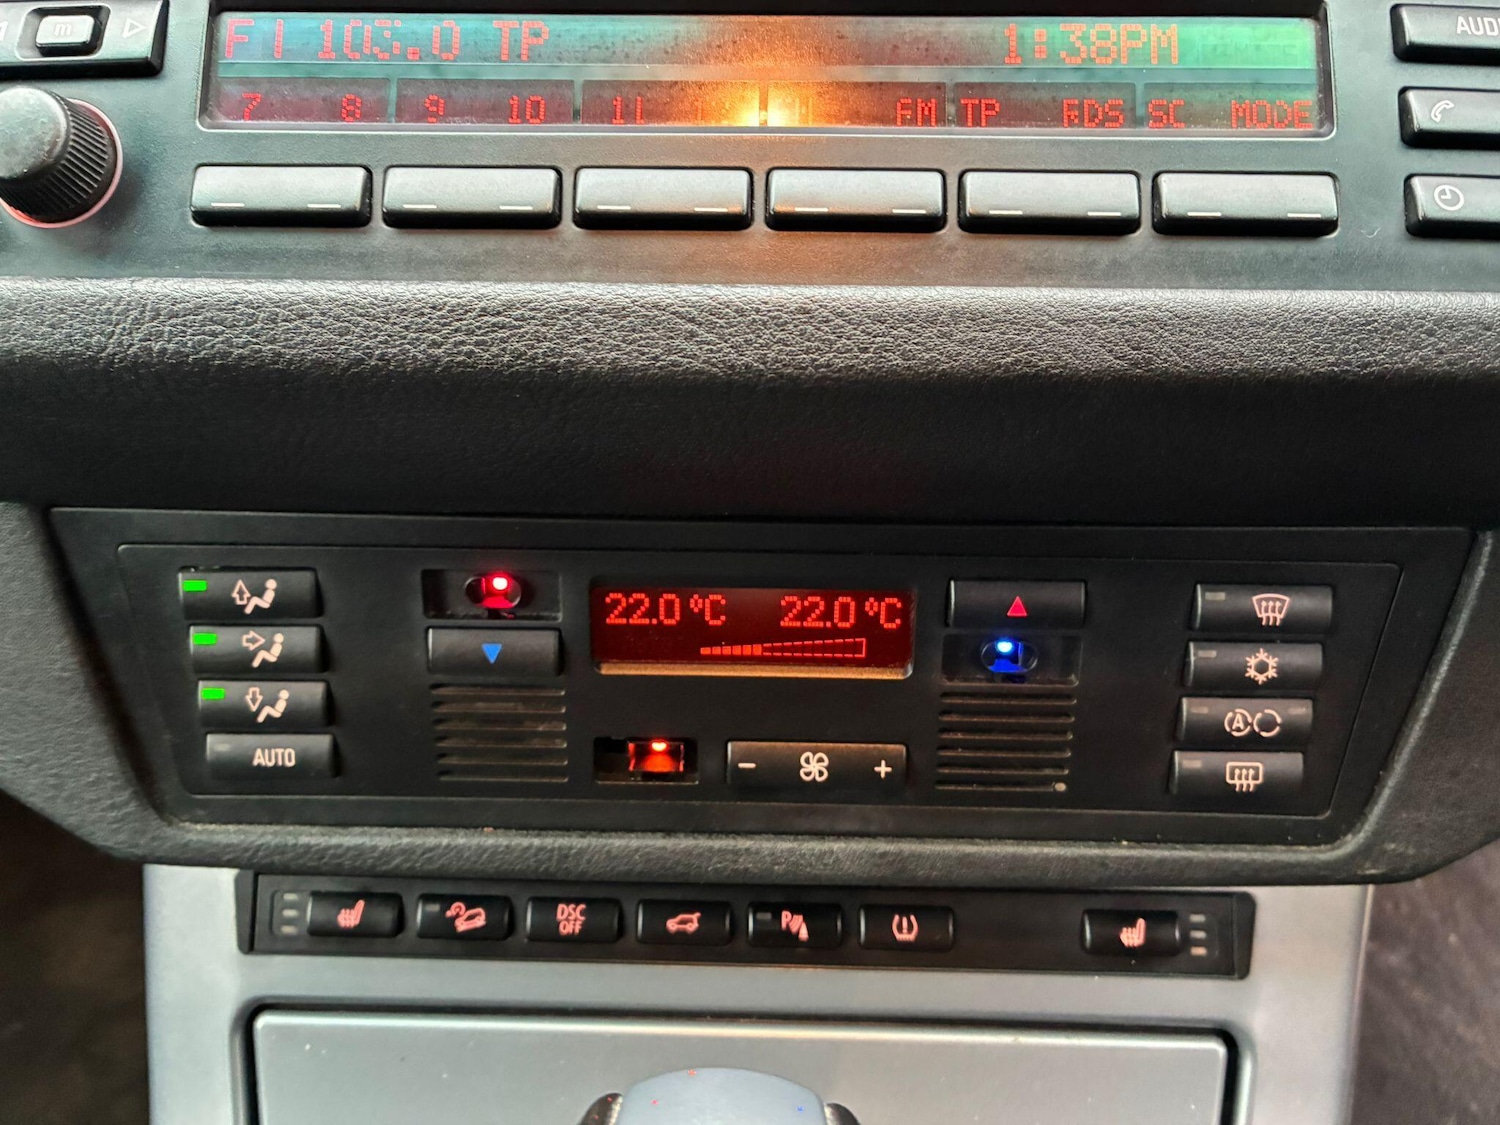 m
F1 103.0 TP 1:38PM
7 8 9 10 11 FM TP RDS SC MODE
22.0°C 22.0°C
AUTO
- +
A
DSC OFF
P